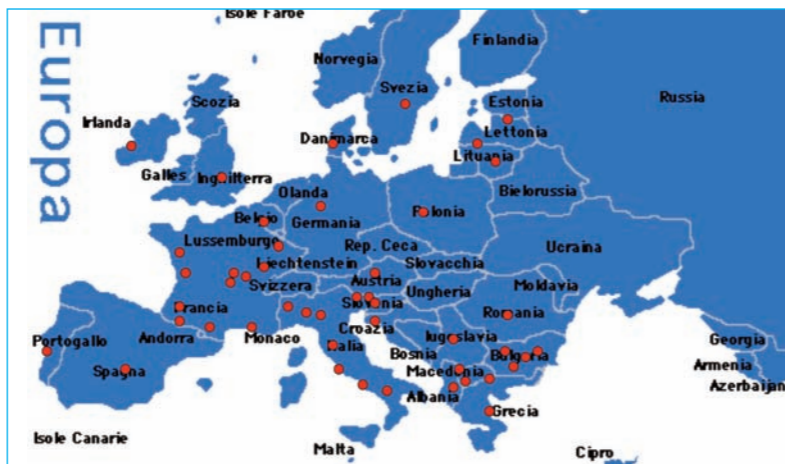 Europa
Isole Faroe
Norvegia
Finlandia
Svezia
Scozia
Estonia
Russia
Irlanda
Danimarca
Lettonia
Lituania
Galles
Inghilterra
Olanda
Bielorussia
Belgio
Germania
Polonia
Lussemburgo
Rep. Ceca
Ucraina
Liechtenstein
Slovacchia
Svizzera
Austria
Ungheria
Moldavia
Francia
Slovenia
Romania
Portogallo
Andorra
Monaco
Croazia
Iugoslavia
Georgia
Italia
Bosnia
Bulgaria
Spagna
Macedonia
Armenia
Albania
Azerbaijan
Grecia
Isole Canarie
Malta
Cipro